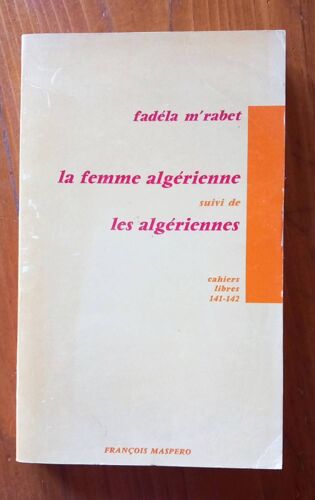 fadéla m'rabet
la femme algérienne
suivi de
les algériennes
cahiers
libres
141-142
FRANÇOIS MASPERO